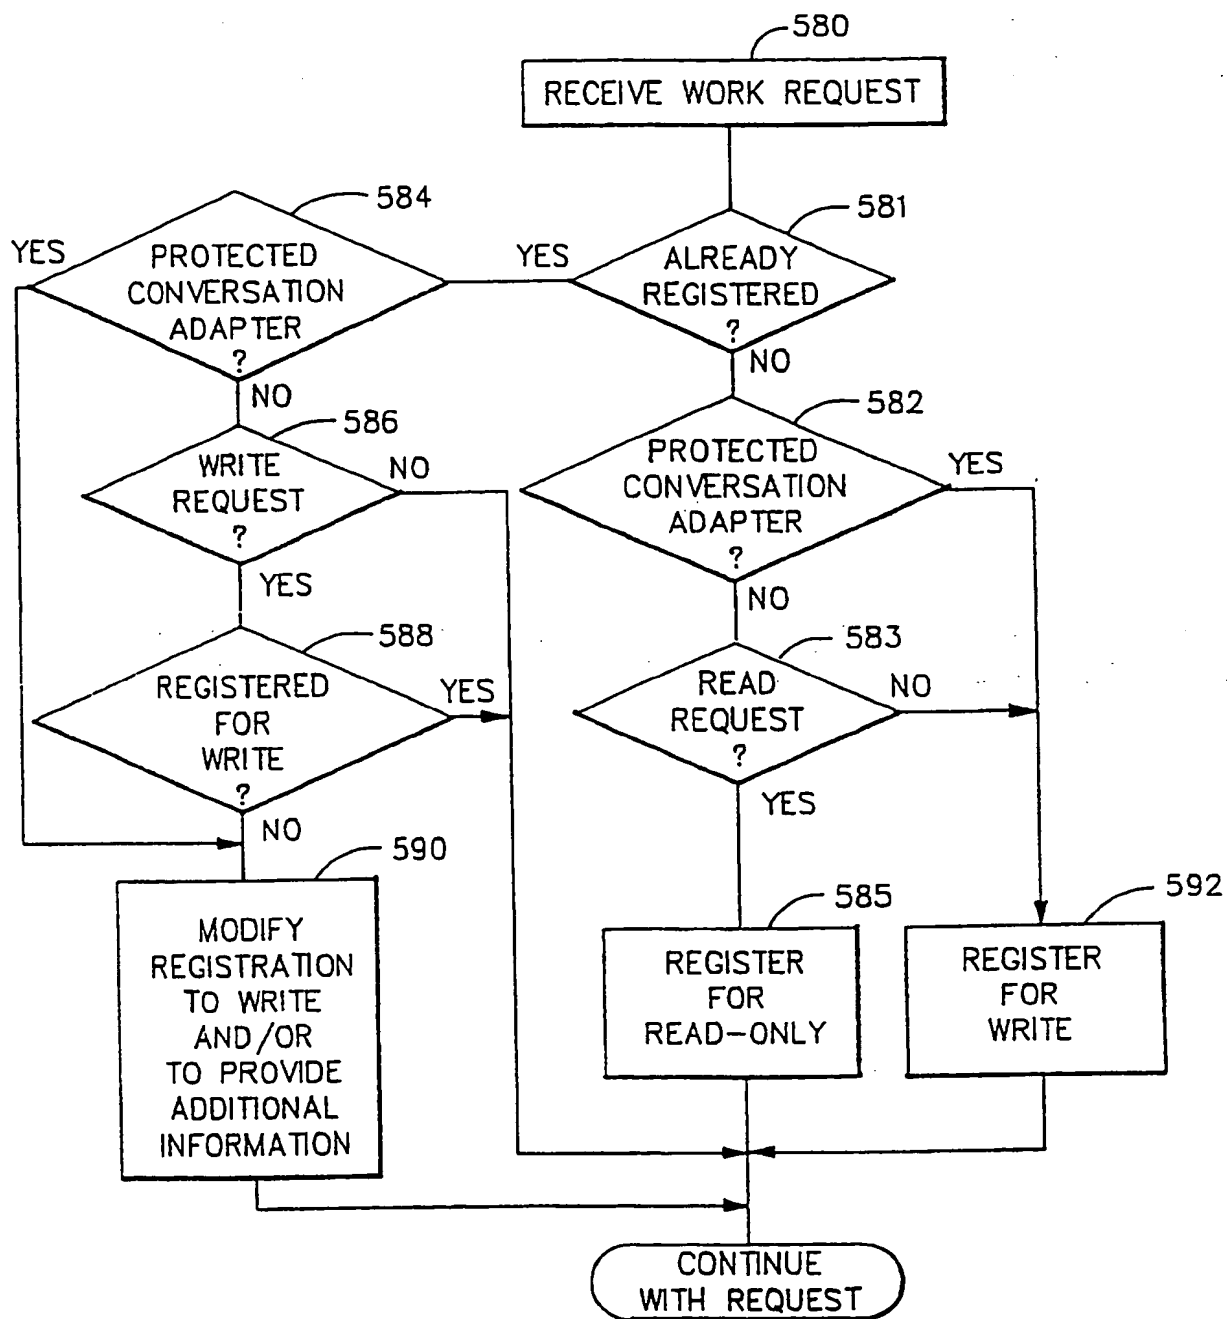 580
RECEIVE WORK REQUEST
584
581
YES
PROTECTED
CONVERSATION
ADAPTER
?
YES
ALREADY
REGISTERED
?
NO
NO
586
582
WRITE
REQUEST
?
NO
PROTECTED
CONVERSATION
ADAPTER
?
YES
YES
NO
588
583
REGISTERED
FOR
WRITE
?
YES
READ
REQUEST
?
NO
NO
YES
590
585
592
MODIFY
REGISTRATION
TO WRITE
AND/OR
TO PROVIDE
ADDITIONAL
INFORMATION
REGISTER
FOR
READ-ONLY
REGISTER
FOR
WRITE
CONTINUE
WITH REQUEST